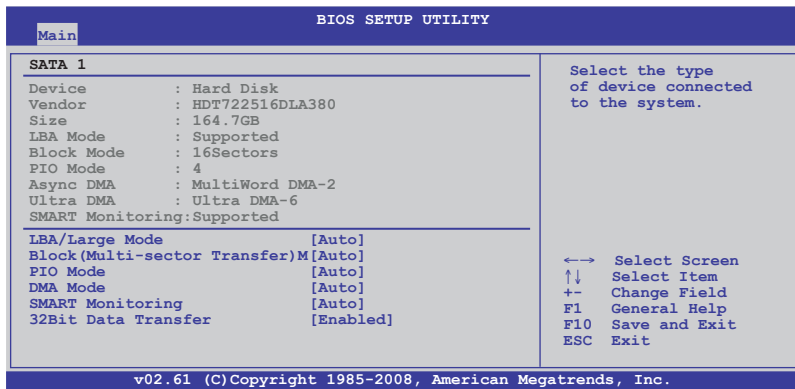 BIOS SETUP UTILITY
Main
SATA 1
Device : Hard Disk
Vendor : HDT722516DLA380
Size : 164.7GB
LBA Mode : Supported
Block Mode : 16Sectors
PIO Mode : 4
Async DMA : MultiWord DMA-2
Ultra DMA : Ultra DMA-6
SMART Monitoring:Supported
LBA/Large Mode [Auto]
Block(Multi-sector Transfer)M[Auto]
PIO Mode [Auto]
DMA Mode [Auto]
SMART Monitoring [Auto]
32Bit Data Transfer [Enabled]
Select the type
of device connected
to the system.
←→ Select Screen
↑↓ Select Item
+- Change Field
F1 General Help
F10 Save and Exit
ESC Exit
v02.61 (C)Copyright 1985-2008, American Megatrends, Inc.